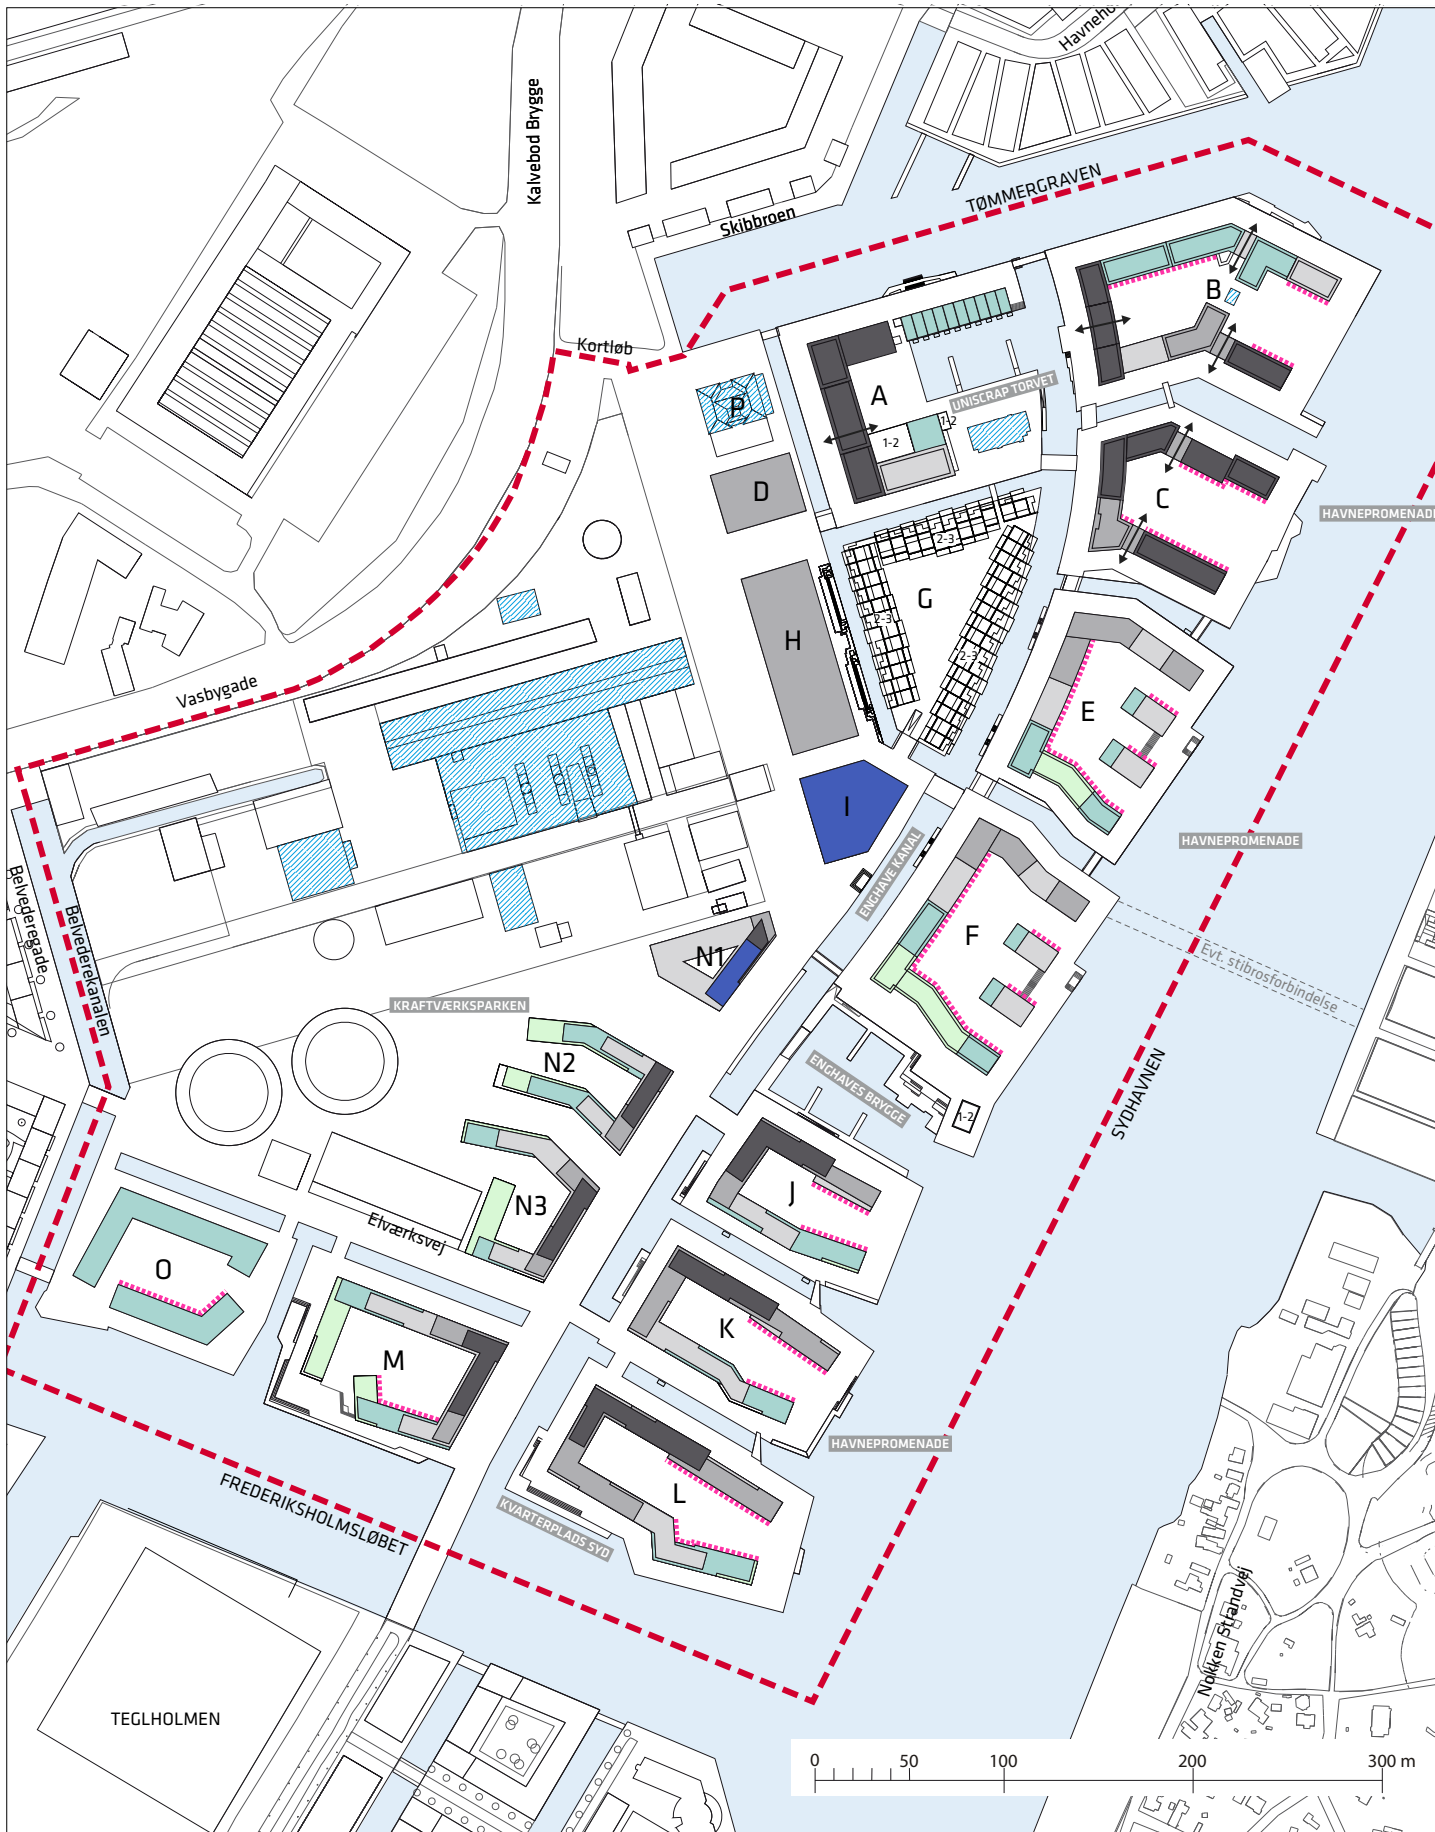 Havneho
Kalvebod Brygge
Skibbroen
TØMMERGRAVEN
Kortløb
B
P
A
UNISCRAP TORVET
1-2
1-2
D
C
HAVNEPROMENADE
2-3
G
2-3
H
2-3
Vasbygade
E
I
HAVNEPROMENADE
ENGHAVE KANAL
Belvederegade
Belvederekanalen
F
N1
Evt. stibrosforbindelse
KRAFTVÆRKSPARKEN
N2
ENGHAVES BRYGGE
SYDHAVNEN
1-2
J
N3
Elværksvej
O
K
M
HAVNEPROMENADE
L
FREDERIKSHOLMSLØBET
KVARTERPLADS SYD
Nokken Strandvej
TEGLHOLMEN
0 50 100 200 300 m